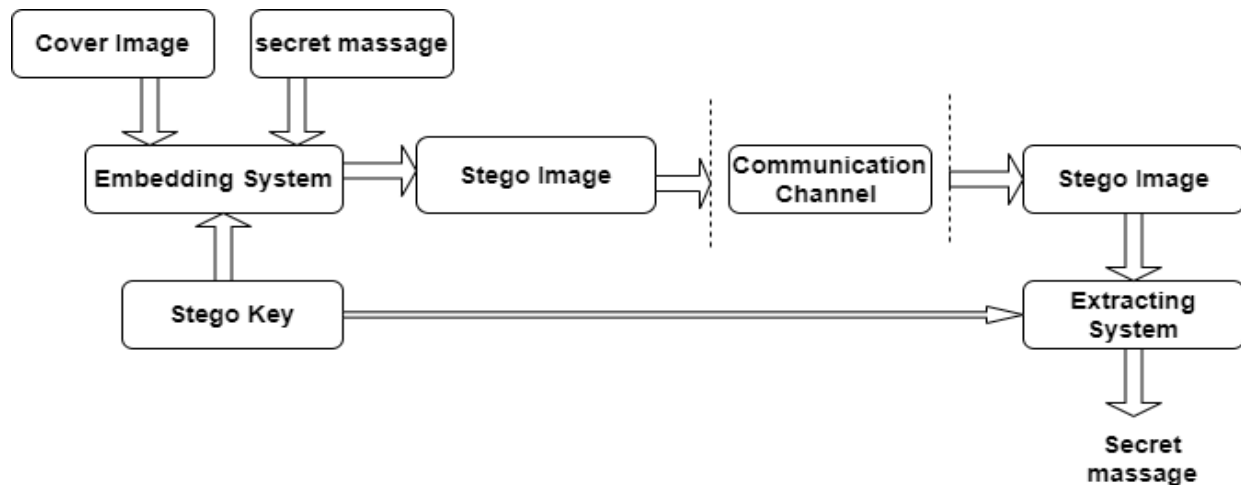 Cover Image
secret massage
Embedding System
Stego Image
Communication
Channel
Stego Image
Stego Key
Extracting
System
Secret
massage